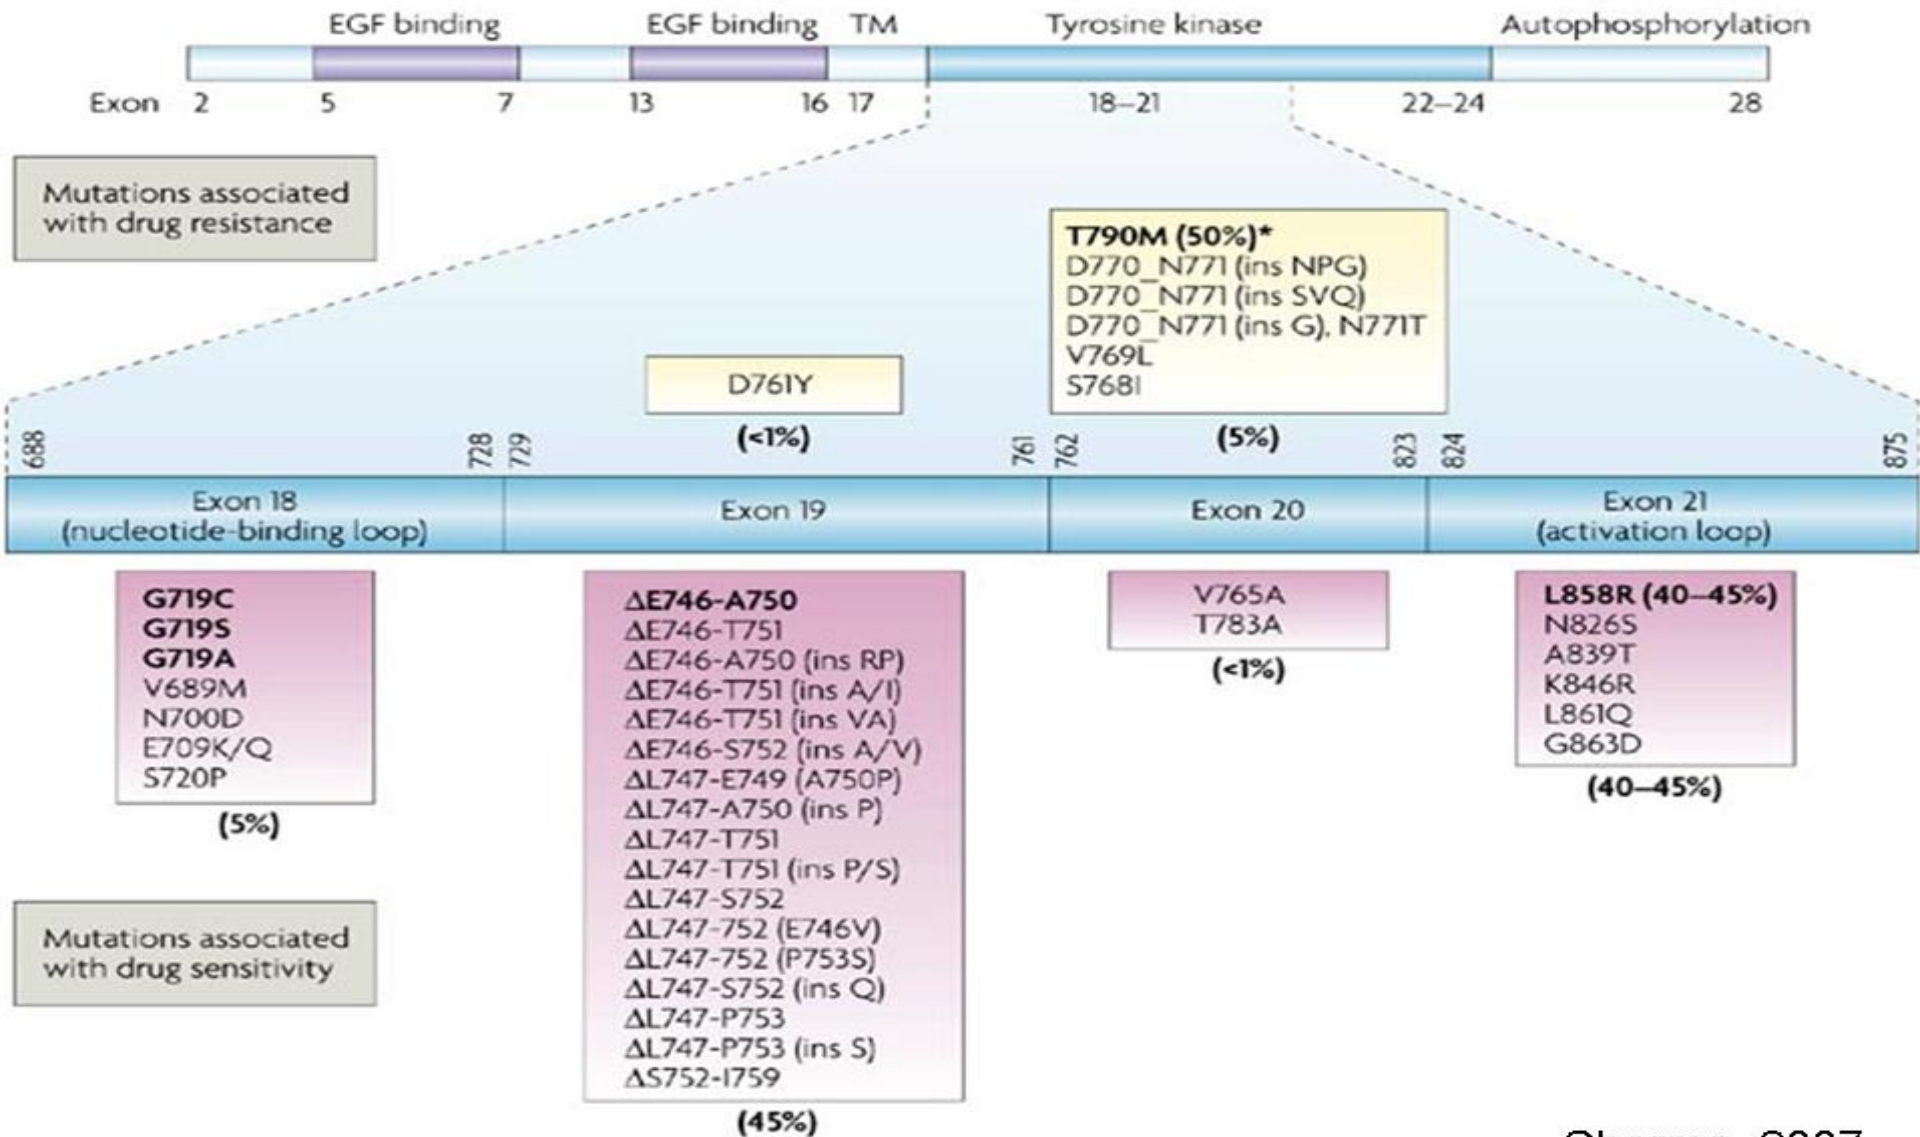 EGF binding EGF binding TM Tyrosine kinase Autophosphorylation
Exon 2 5 7 13 16 17 18–21 22–24 28
Mutations associated
with drug resistance
T790M (50%)*
D770_N771 (ins NPG)
D770_N771 (ins SVQ)
D770_N771 (ins G), N771T
V769L
S768I
D761Y
(<1%)
(5%)
688 728 729 761 762 823 824 875
Exon 18
(nucleotide-binding loop)
Exon 19
Exon 20
Exon 21
(activation loop)
G719C
G719S
G719A
V689M
N700D
E709K/Q
S720P
(5%)
ΔE746-A750
ΔE746-T751
ΔE746-A750 (ins RP)
ΔE746-T751 (ins A/I)
ΔE746-T751 (ins VA)
ΔE746-S752 (ins A/V)
ΔL747-E749 (A750P)
ΔL747-A750 (ins P)
ΔL747-T751
ΔL747-T751 (ins P/S)
ΔL747-S752
ΔL747-752 (E746V)
ΔL747-752 (P753S)
ΔL747-S752 (ins Q)
ΔL747-P753
ΔL747-P753 (ins S)
ΔS752-I759
(45%)
V765A
T783A
(<1%)
L858R (40–45%)
N826S
A839T
K846R
L861Q
G863D
(40–45%)
Mutations associated
with drug sensitivity